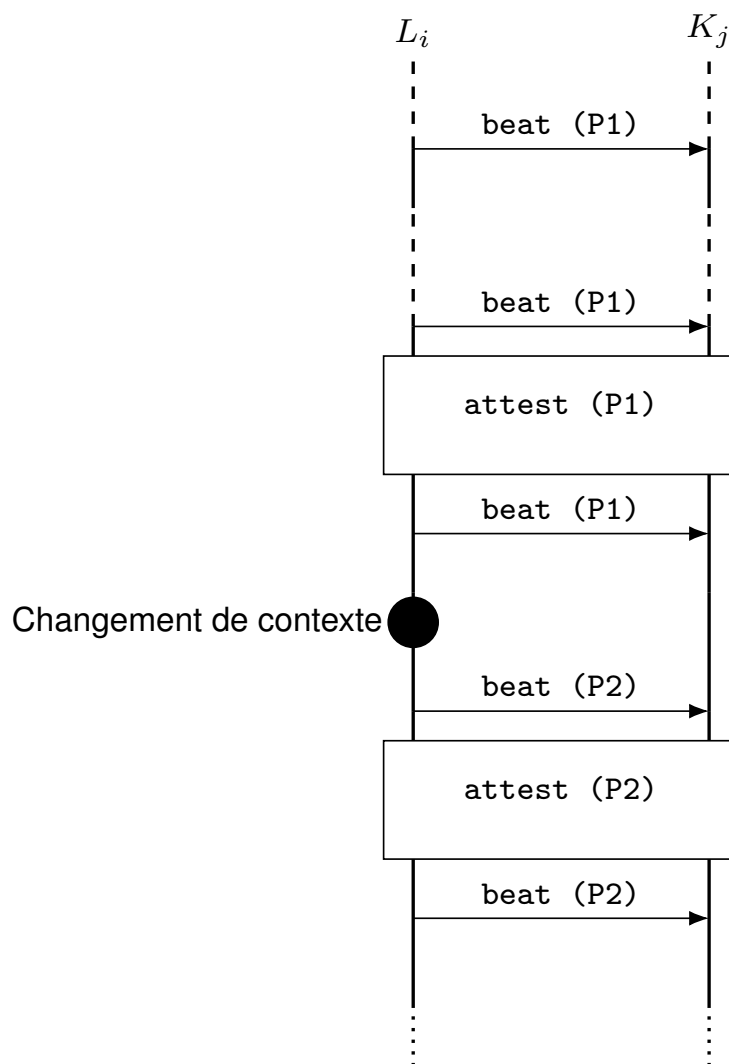 L_i K_j
beat (P1)
beat (P1)
attest (P1)
beat (P1)
Changement de contexte
beat (P2)
attest (P2)
beat (P2)